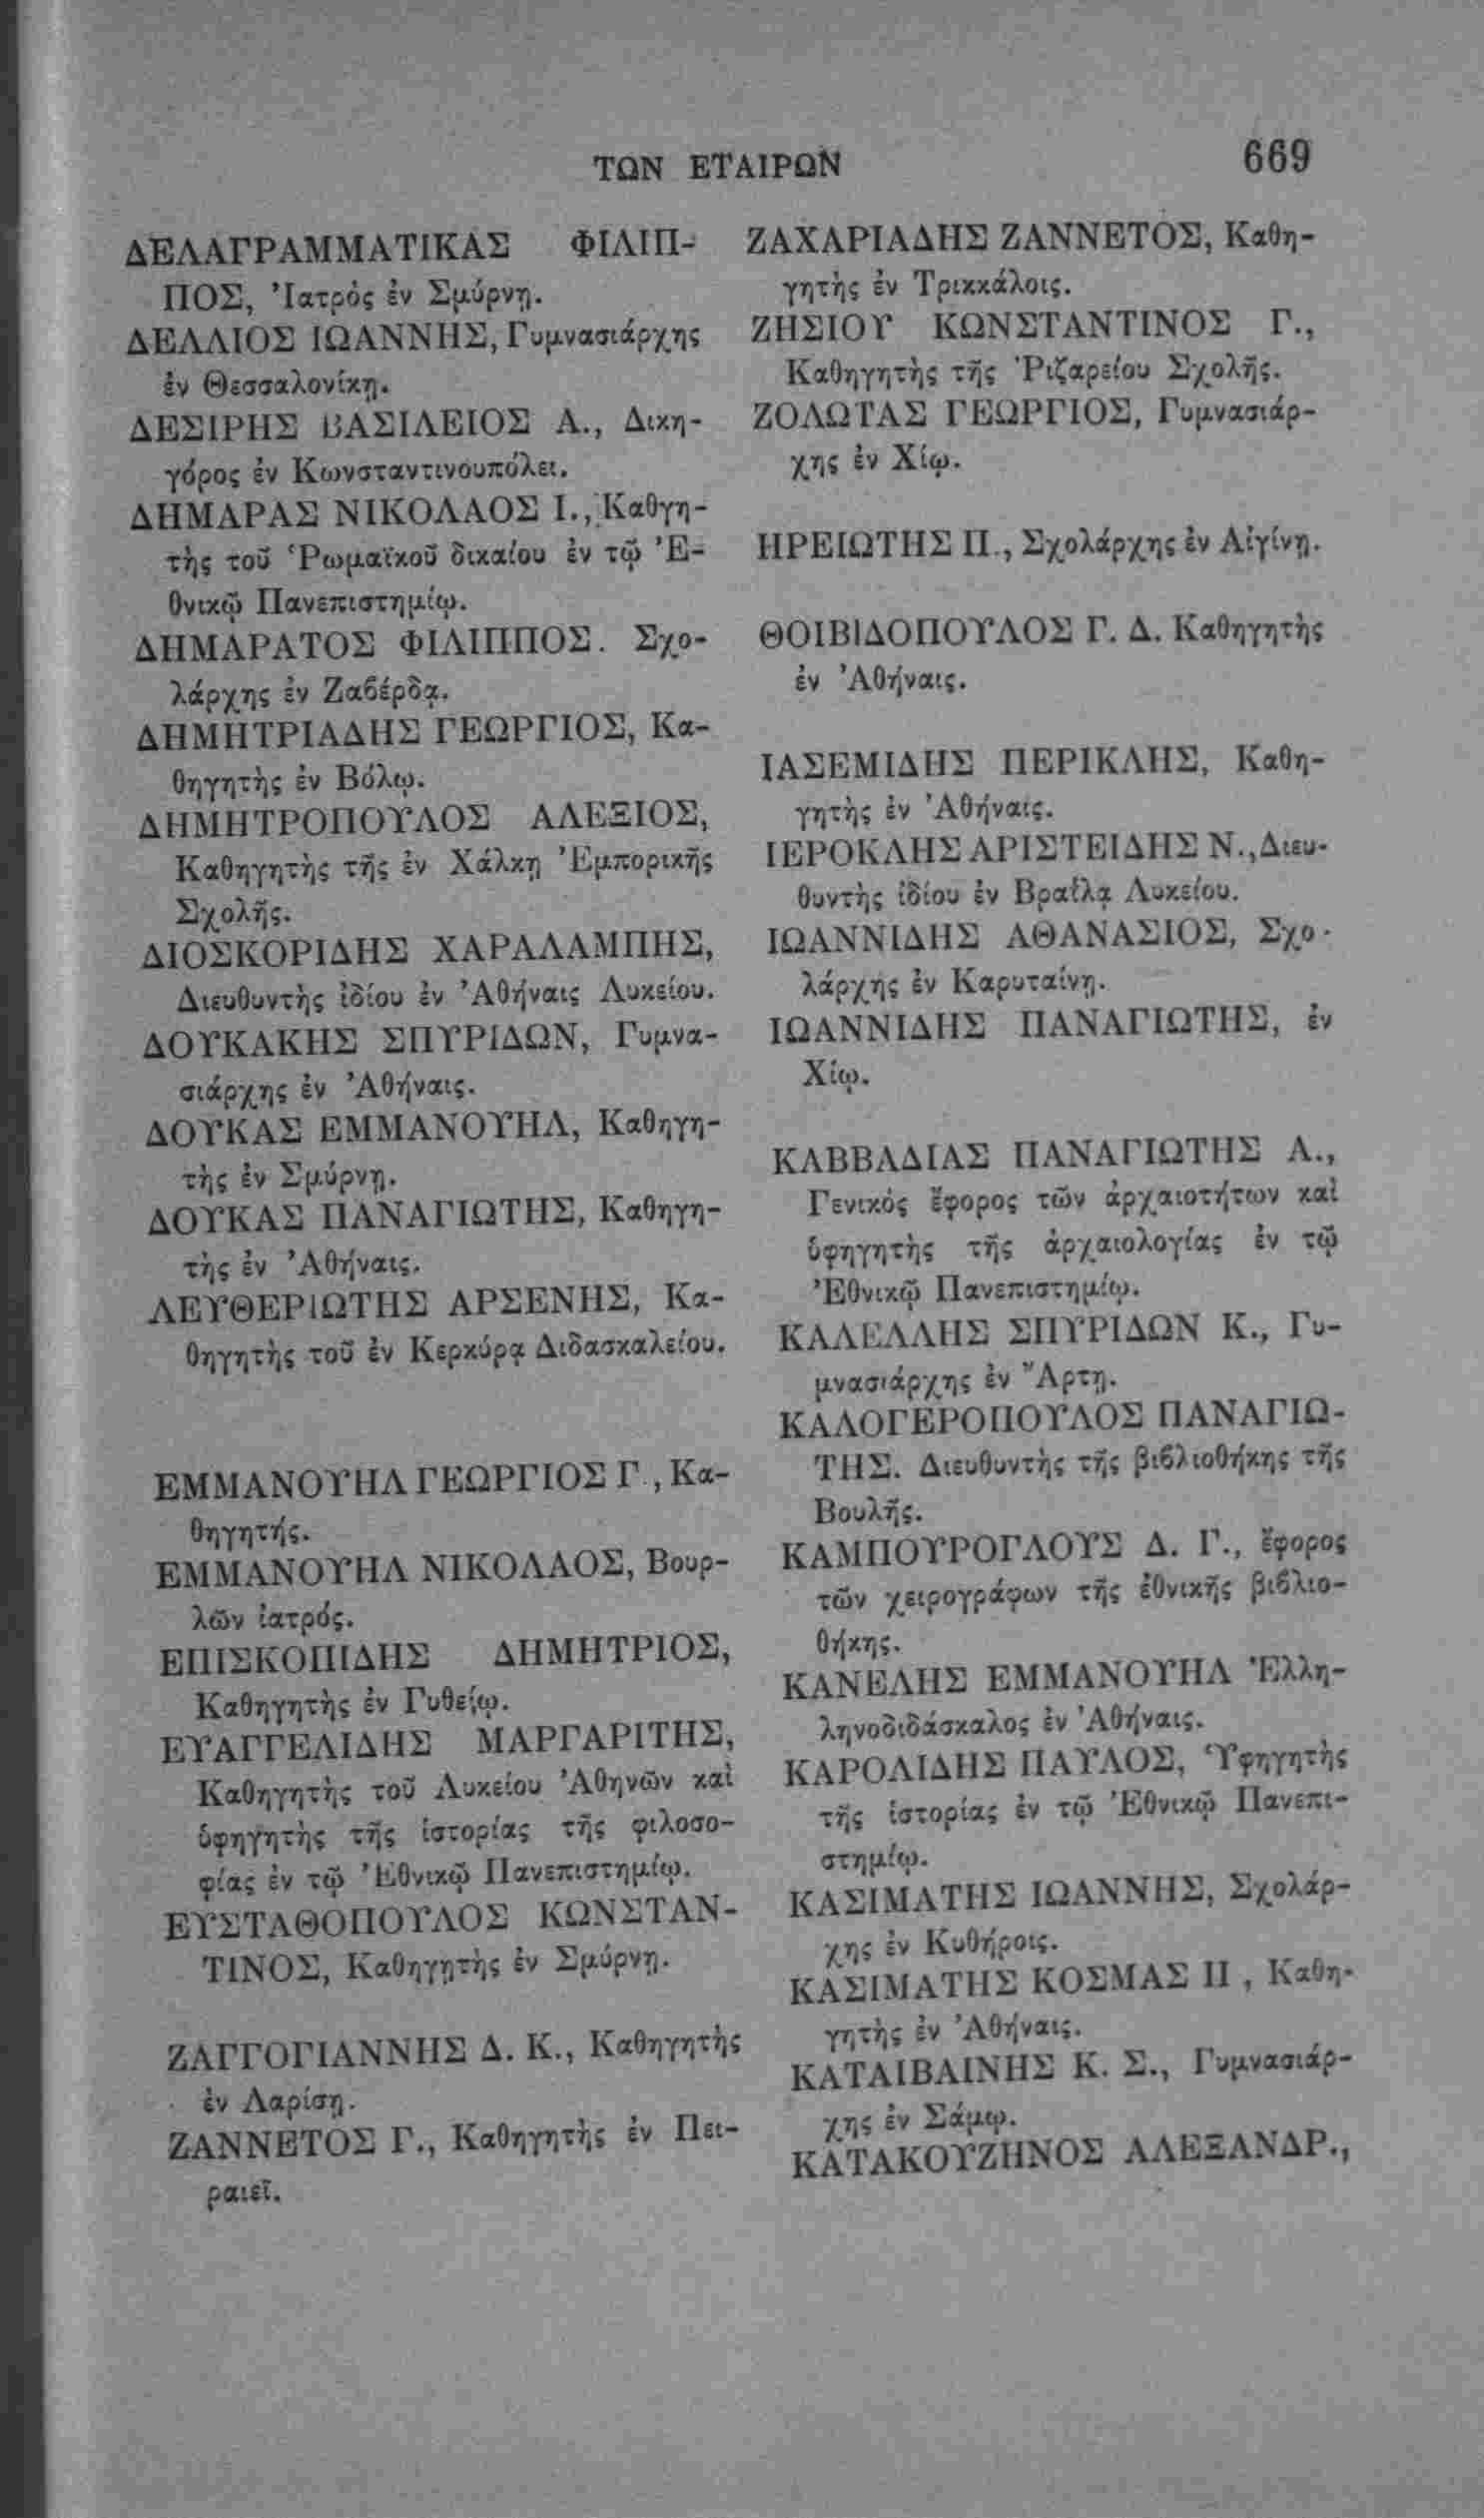 ΤΩΝ ΕΤΑΙΡΩΝ 669
ΔΕΛΑΓΡΑΜΜΑΤΙΚΑΣ ΦΙΛΙΠ-
ΠΟΣ, Ἰατρὸς ἐν Σμύρνῃ.
ΔΕΛΛΙΟΣ ΙΩΑΝΝΗΣ, Γυμνασιάρχης
ἐν Θεσσαλονίκῃ.
ΔΕΣΙΡΗΣ ΒΑΣΙΛΕΙΟΣ Α., Δικη-
γόρος ἐν Κωνσταντινουπόλει.
ΔΗΜΑΡΑΣ ΝΙΚΟΛΑΟΣ Ι., Καθγη-
τὴς τοῦ Ῥωμαϊκοῦ δικαίου ἐν τῷ Ἐ-
θνικῷ Πανεπιστημίῳ.
ΔΗΜΑΡΑΤΟΣ ΦΙΛΙΠΠΟΣ. Σχο-
λάρχης ἐν Ζαβέρδᾳ.
ΔΗΜΗΤΡΙΑΔΗΣ ΓΕΩΡΓΙΟΣ, Κα-
θηγητὴς ἐν Βόλῳ.
ΔΗΜΗΤΡΟΠΟΥΛΟΣ ΑΛΕΞΙΟΣ,
Καθηγητὴς τῆς ἐν Χάλκῃ Ἐμπορικῆς
Σχολῆς.
ΔΙΟΣΚΟΡΙΔΗΣ ΧΑΡΑΛΑΜΠΗΣ,
Διευθυντὴς ἰδίου ἐν Ἀθήναις Λυκείου.
ΔΟΥΚΑΚΗΣ ΣΠΥΡΙΔΩΝ, Γυμνα-
σιάρχης ἐν Ἀθήναις.
ΔΟΥΚΑΣ ΕΜΜΑΝΟΥΗΛ, Καθηγη-
τὴς ἐν Σμύρνῃ.
ΔΟΥΚΑΣ ΠΑΝΑΓΙΩΤΗΣ, Καθηγη-
τὴς ἐν Ἀθήναις.
ΛΕΥΘΕΡΙΩΤΗΣ ΑΡΣΕΝΗΣ, Κα-
θηγητὴς τοῦ ἐν Κερκύρᾳ Διδασκαλείου.
ΕΜΜΑΝΟΥΗΛ ΓΕΩΡΓΙΟΣ Γ , Κα-
θηγητής.
ΕΜΜΑΝΟΥΗΛ ΝΙΚΟΛΑΟΣ, Βουρ-
λῶν ἰατρός.
ΕΠΙΣΚΟΠΙΔΗΣ ΔΗΜΗΤΡΙΟΣ,
Καθηγητὴς ἐν Γυθείῳ.
ΕΥΑΓΓΕΛΙΔΗΣ ΜΑΡΓΑΡΙΤΗΣ,
Καθηγητὴς τοῦ Λυκείου Ἀθηνῶν καὶ
ὑφηγητὴς τῆς ἱστορίας τῆς φιλοσο-
φίας ἐν τῷ Ἐθνικῷ Πανεπιστημίῳ.
ΕΥΣΤΑΘΟΠΟΥΛΟΣ ΚΩΝΣΤΑΝ-
ΤΙΝΟΣ, Καθηγητὴς ἐν Σμύρνῃ.
ΖΑΓΓΟΓΙΑΝΝΗΣ Δ. Κ., Καθηγητὴς
ἐν Λαρίσῃ.
ΖΑΝΝΕΤΟΣ Γ., Καθηγητὴς ἐν Πει-
ραιεῖ.
ΖΑΧΑΡΙΑΔΗΣ ΖΑΝΝΕΤΟΣ, Καθη-
γητὴς ἐν Τρικκάλοις.
ΖΗΣΙΟΥ ΚΩΝΣΤΑΝΤΙΝΟΣ Γ.,
Καθηγητὴς τῆς Ῥιζαρείου Σχολῆς.
ΖΟΛΩΤΑΣ ΓΕΩΡΓΙΟΣ, Γυμνασιάρ-
χης ἐν Χίῳ.
ΗΡΕΙΩΤΗΣ Π., Σχολάρχης ἐν Αἰγίνῃ.
ΘΟΙΒΙΔΟΠΟΥΛΟΣ Γ. Δ. Καθηγητὴς
ἐν Ἀθήναις.
ΙΑΣΕΜΙΔΗΣ ΠΕΡΙΚΛΗΣ, Καθη-
γητὴς ἐν Ἀθήναις.
ΙΕΡΟΚΛΗΣ ΑΡΙΣΤΕΙΔΗΣ Ν., Διευ-
θυντὴς ἰδίου ἐν Βραΐλᾳ Λυκείου.
ΙΩΑΝΝΙΔΗΣ ΑΘΑΝΑΣΙΟΣ, Σχο-
λάρχης ἐν Καρυταίνῃ.
ΙΩΑΝΝΙΔΗΣ ΠΑΝΑΓΙΩΤΗΣ, ἐν
Χίῳ.
ΚΑΒΒΑΔΙΑΣ ΠΑΝΑΓΙΩΤΗΣ Α.,
Γενικὸς ἔφορος τῶν ἀρχαιοτήτων καὶ
ὑφηγητὴς τῆς ἀρχαιολογίας ἐν τῷ
Ἐθνικῷ Πανεπιστημίῳ.
ΚΑΛΕΛΛΗΣ ΣΠΥΡΙΔΩΝ Κ., Γυ-
μνασιάρχης ἐν Ἄρτῃ.
ΚΑΛΟΓΕΡΟΠΟΥΛΟΣ ΠΑΝΑΓΙΩ-
ΤΗΣ. Διευθυντὴς τῆς βιβλιοθήκης τῆς
Βουλῆς.
ΚΑΜΠΟΥΡΟΓΛΟΥΣ Δ. Γ., ἔφορος
τῶν χειρογράφων τῆς ἐθνικῆς βιβλιο-
θήκης.
ΚΑΝΕΛΗΣ ΕΜΜΑΝΟΥΗΛ Ἑλλη-
ληνοδιδάσκαλος ἐν Ἀθήναις.
ΚΑΡΟΛΙΔΗΣ ΠΑΥΛΟΣ, Ὑφηγητὴς
τῆς ἱστορίας ἐν τῷ Ἐθνικῷ Πανεπι-
στημίῳ.
ΚΑΣΙΜΑΤΗΣ ΙΩΑΝΝΗΣ, Σχολάρ-
χης ἐν Κυθήροις.
ΚΑΣΙΜΑΤΗΣ ΚΟΣΜΑΣ Π , Καθη-
γητὴς ἐν Ἀθήναις.
ΚΑΤΑΙΒΑΙΝΗΣ Κ. Σ., Γυμνασιάρ-
χης ἐν Σάμῳ.
ΚΑΤΑΚΟΥΖΗΝΟΣ ΑΛΕΞΑΝΔΡ.,